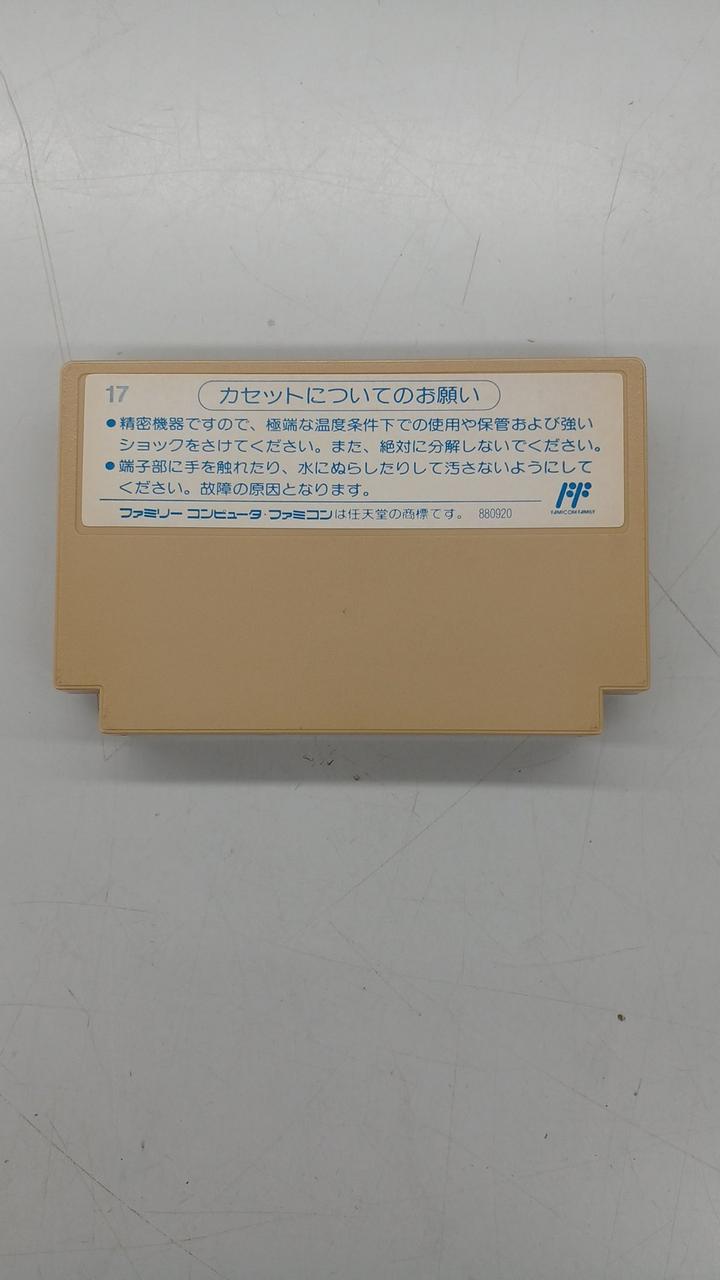 17
カセットについてのお願い
●精密機器ですので、極端な温度条件下での使用や保管および強い
ショックをさけてください。また、絶対に分解しないでください。
●端子部に手を触れたり、水にぬらしたりして汚さないようにして
ください。故障の原因となります。
FAMICOM FAMILY
ファミリー コンピュータ・ファミコンは任天堂の商標です。 880920